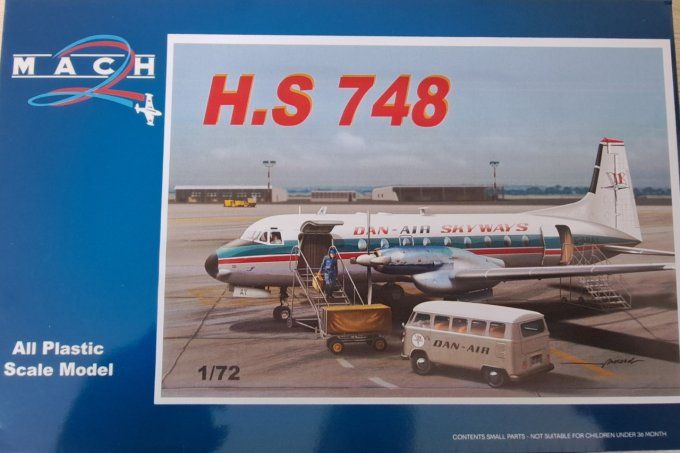 MACH 2
H.S 748
DAN-AIR SKYWAYS
DAN-AIR
All Plastic
Scale Model
1/72
CONTENTS SMALL PARTS - NOT SUITABLE FOR CHILDREN UNDER 36 MONTH